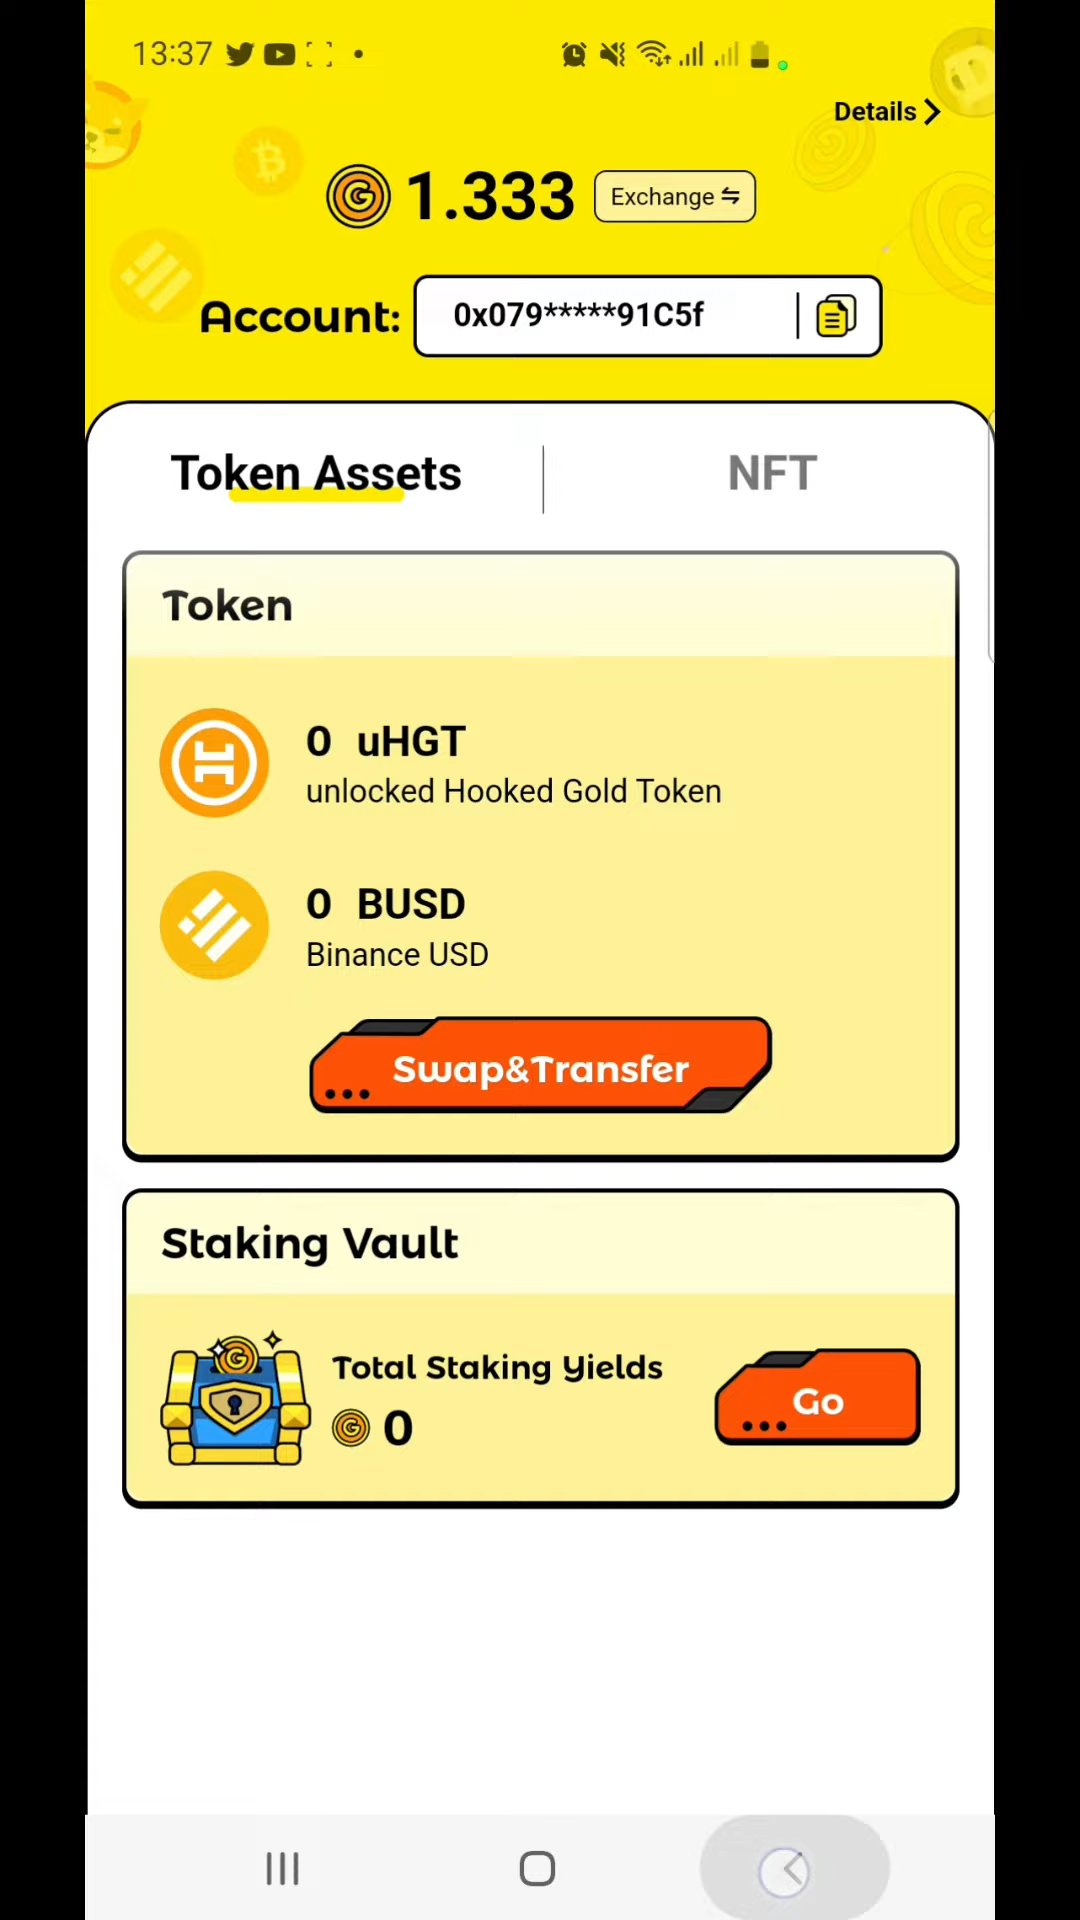 13:37
Details
1.333 Exchange
Account: 0x079*****91C5f
Token Assets NFT
Token
0 uHGT
unlocked Hooked Gold Token
0 BUSD
Binance USD
Swap&Transfer
Staking Vault
Total Staking Yields
0
Go